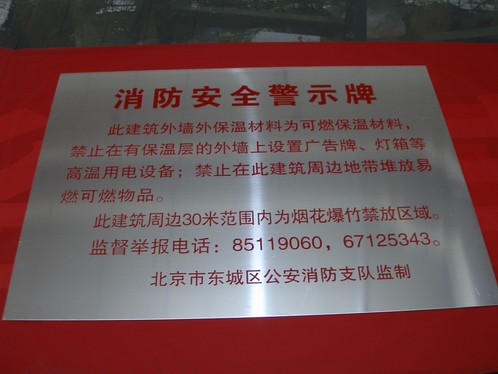 消防安全警示牌
此建筑外墙外保温材料为可燃保温材料，
禁止在有保温层的外墙上设置广告牌、灯箱等
高温用电设备；禁止在此建筑周边地带堆放易
燃可燃物品。
此建筑周边30米范围内为烟花爆竹禁放区域。
监督举报电话：85119060，67125343。
北京市东城区公安消防支队监制